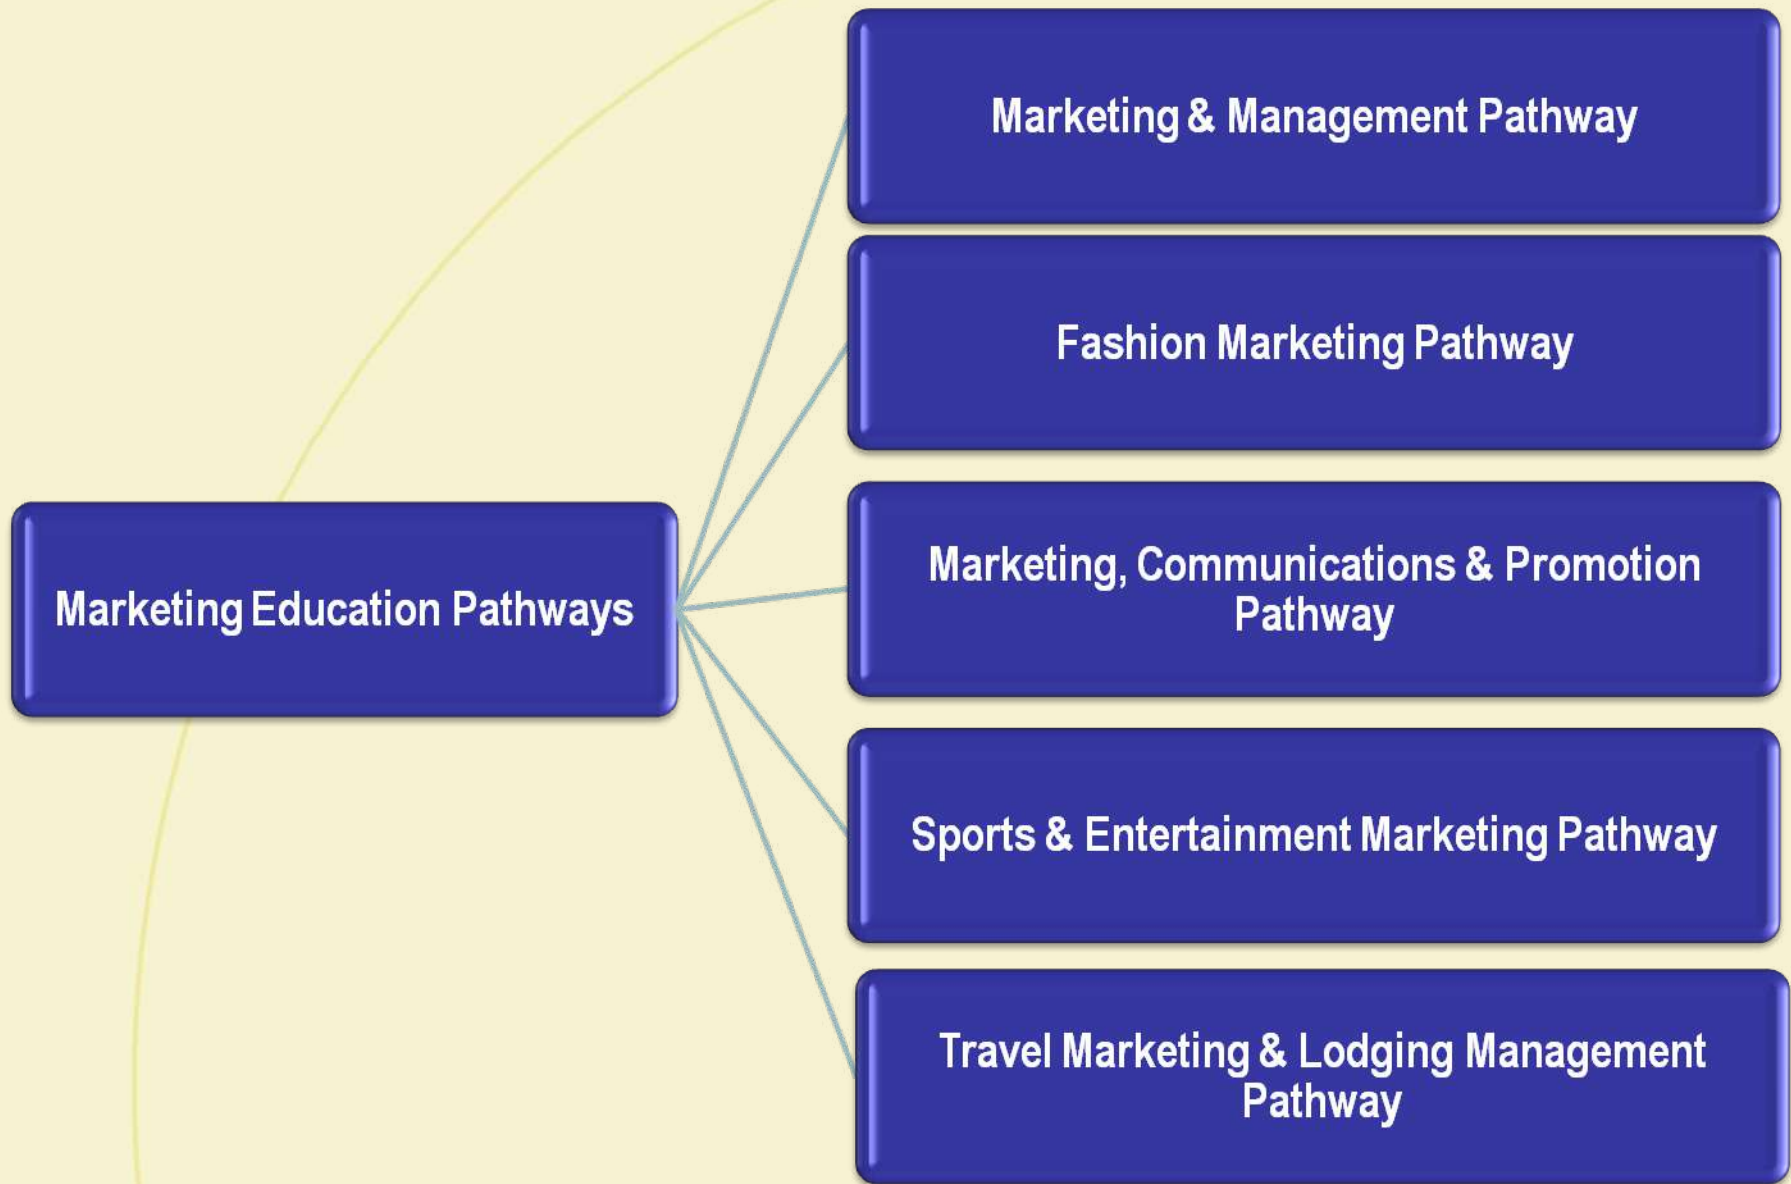 Marketing & Management Pathway
Fashion Marketing Pathway
Marketing Education Pathways
Marketing, Communications & Promotion
Pathway
Sports & Entertainment Marketing Pathway
Travel Marketing & Lodging Management
Pathway